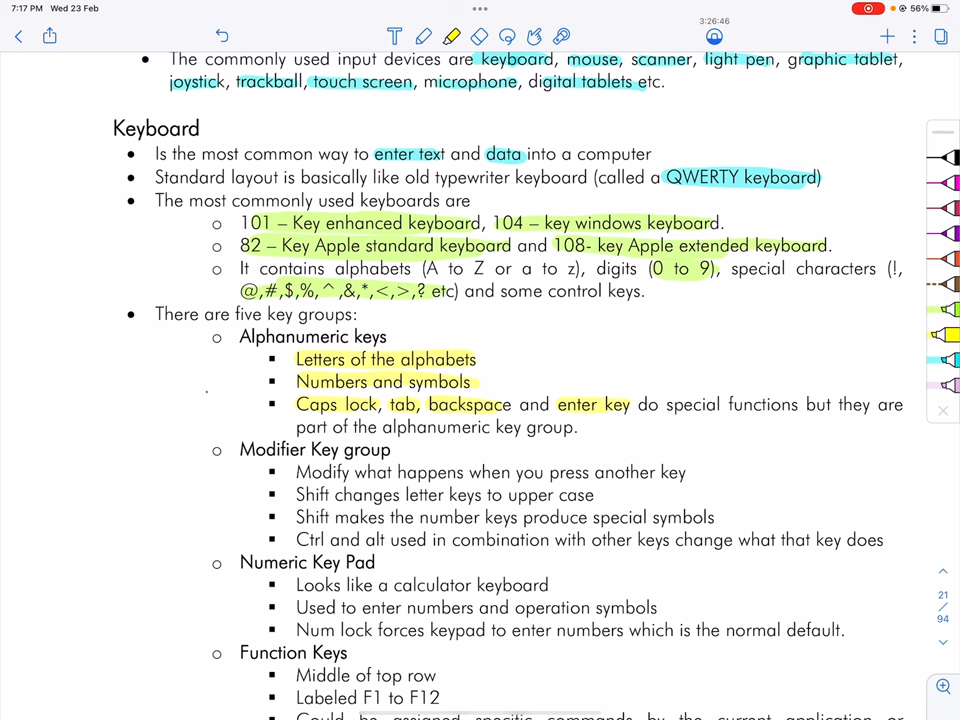 7:17 PM Wed 23 Feb
56%
3:26:46
• The commonly used input devices are keyboard, mouse, scanner, light pen, graphic tablet,
joystick, trackball, touch screen, microphone, digital tablets etc.
Keyboard
• Is the most common way to enter text and data into a computer
• Standard layout is basically like old typewriter keyboard (called a QWERTY keyboard)
• The most commonly used keyboards are
o 101 – Key enhanced keyboard, 104 – key windows keyboard.
o 82 – Key Apple standard keyboard and 108- key Apple extended keyboard.
o It contains alphabets (A to Z or a to z), digits (0 to 9), special characters (!,
@,#,$,%,^,&,*,<,>,? etc) and some control keys.
• There are five key groups:
o Alphanumeric keys
▪ Letters of the alphabets
▪ Numbers and symbols
▪ Caps lock, tab, backspace and enter key do special functions but they are
part of the alphanumeric key group.
o Modifier Key group
▪ Modify what happens when you press another key
▪ Shift changes letter keys to upper case
▪ Shift makes the number keys produce special symbols
▪ Ctrl and alt used in combination with other keys change what that key does
o Numeric Key Pad
▪ Looks like a calculator keyboard
▪ Used to enter numbers and operation symbols
▪ Num lock forces keypad to enter numbers which is the normal default.
o Function Keys
▪ Middle of top row
▪ Labeled F1 to F12
▪ Could be assigned specific commands by the current application or
21
/
94